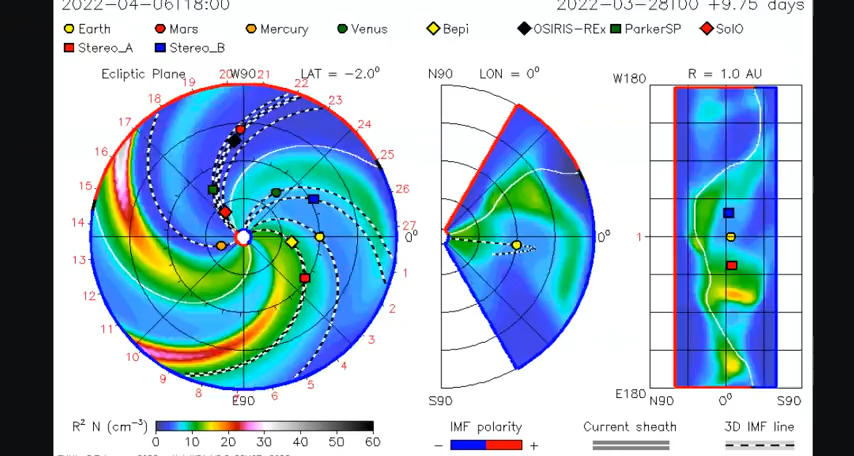 2022-04-06T18:00 2022-03-28T00 +9.75 days
Earth Mars Mercury Venus Bepi OSIRIS-REx ParkerSP SolO
Stereo_A Stereo_B
Ecliptic Plane W90 LAT = -2.0° N90 LON = 0° W180 R = 1.0 AU
19 20 21 22
18 23
17 24
16 25
15 26
14 27 0° 0° 1
13 1
12 2
11 3
10 4
9 8 7 6 5
E90 S90 E180 N90 0° S90
R² N (cm⁻³) IMF polarity Current sheath 3D IMF line
0 10 20 30 40 50 60 - +